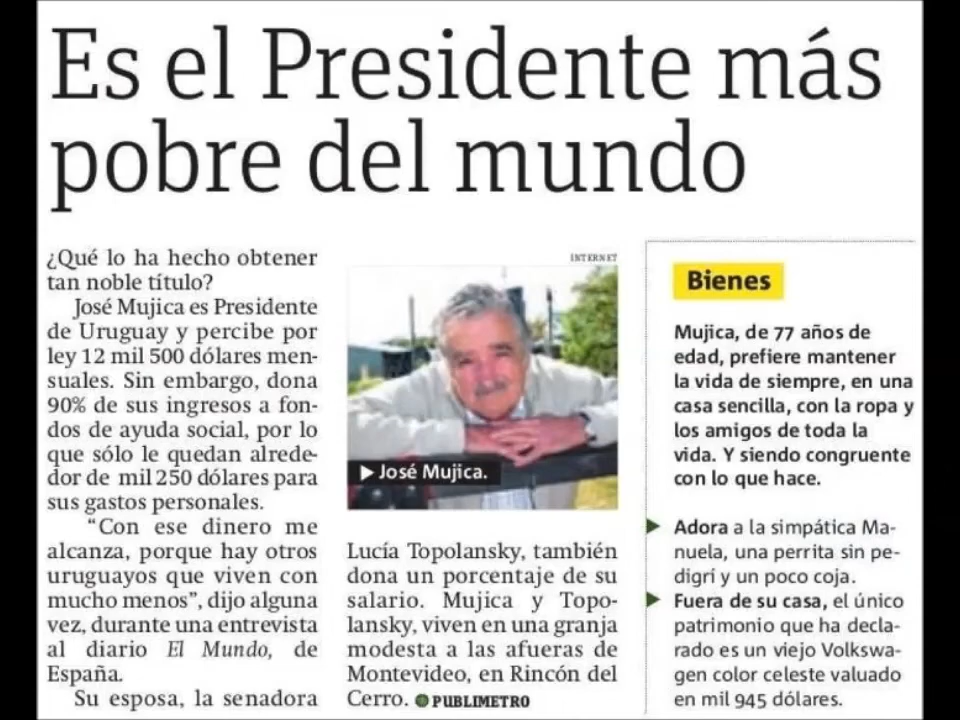 Es el Presidente más
pobre del mundo
¿Qué lo ha hecho obtener
tan noble título?
José Mujica es Presidente
de Uruguay y percibe por
ley 12 mil 500 dólares men-
suales. Sin embargo, dona
90% de sus ingresos a fon-
dos de ayuda social, por lo
que sólo le quedan alrede-
dor de mil 250 dólares para
sus gastos personales.
“Con ese dinero me
alcanza, porque hay otros
uruguayos que viven con
mucho menos”, dijo alguna
vez, durante una entrevista
al diario El Mundo, de
España.
Su esposa, la senadora
INTERNET
José Mujica.
Lucía Topolansky, también
dona un porcentaje de su
salario. Mujica y Topo-
lansky, viven en una granja
modesta a las afueras de
Montevideo, en Rincón del
Cerro. PUBLIMETRO
Bienes
Mujica, de 77 años de
edad, prefiere mantener
la vida de siempre, en una
casa sencilla, con la ropa y
los amigos de toda la
vida. Y siendo congruente
con lo que hace.
Adora a la simpática Ma-
nuela, una perrita sin pe-
digrí y un poco coja.
Fuera de su casa, el único
patrimonio que ha decla-
rado es un viejo Volkswa-
gen color celeste valuado
en mil 945 dólares.